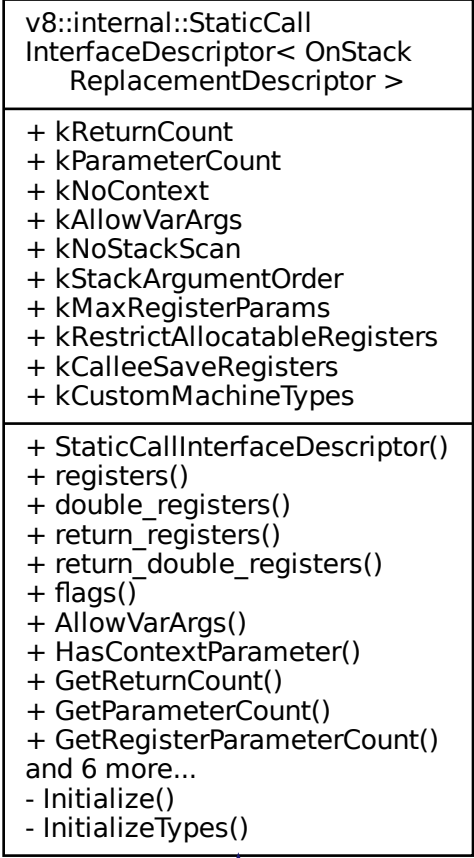 v8::internal::StaticCall
InterfaceDescriptor< OnStack
ReplacementDescriptor >
+ kReturnCount
+ kParameterCount
+ kNoContext
+ kAllowVarArgs
+ kNoStackScan
+ kStackArgumentOrder
+ kMaxRegisterParams
+ kRestrictAllocatableRegisters
+ kCalleeSaveRegisters
+ kCustomMachineTypes
+ StaticCallInterfaceDescriptor()
+ registers()
+ double_registers()
+ return_registers()
+ return_double_registers()
+ flags()
+ AllowVarArgs()
+ HasContextParameter()
+ GetReturnCount()
+ GetParameterCount()
+ GetRegisterParameterCount()
and 6 more...
- Initialize()
- InitializeTypes()